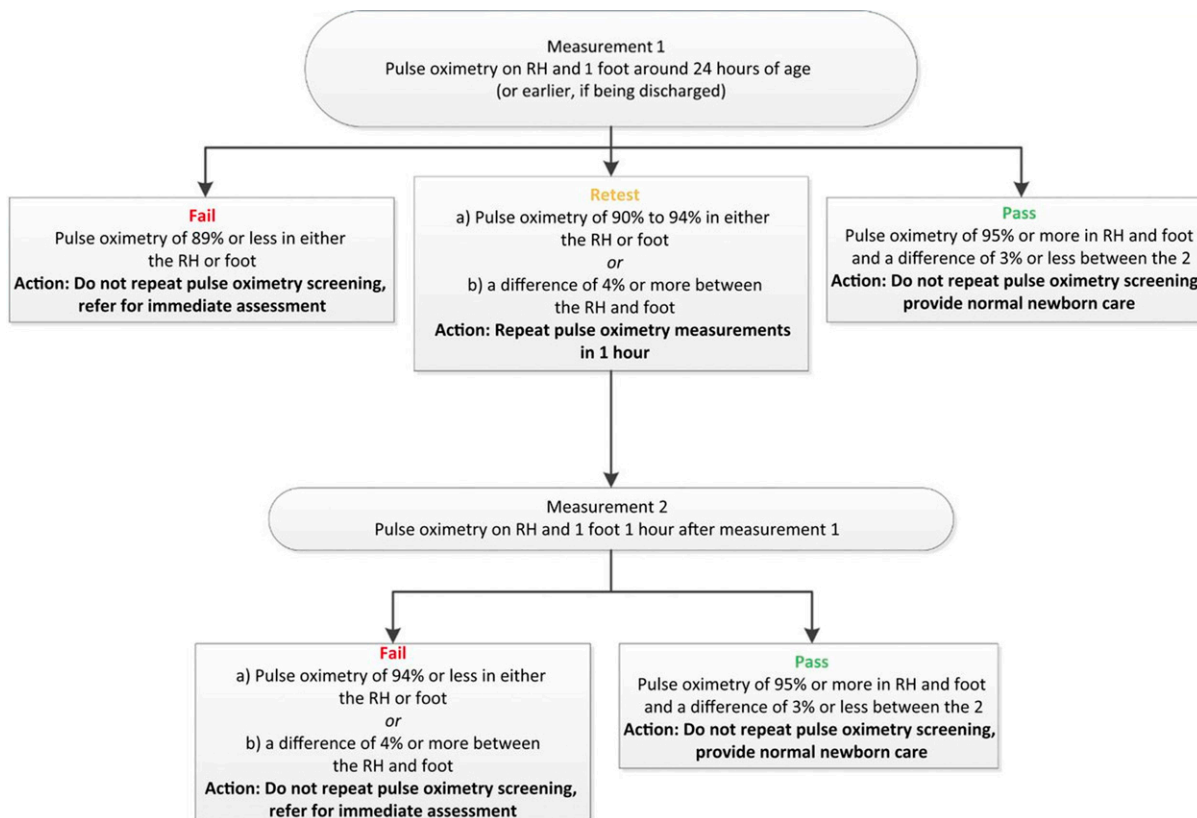 Measurement 1
Pulse oximetry on RH and 1 foot around 24 hours of age
(or earlier, if being discharged)
Fail
Pulse oximetry of 89% or less in either
the RH or foot
Action: Do not repeat pulse oximetry screening,
refer for immediate assessment
Retest
a) Pulse oximetry of 90% to 94% in either
the RH or foot
or
b) a difference of 4% or more between
the RH and foot
Action: Repeat pulse oximetry measurements
in 1 hour
Pass
Pulse oximetry of 95% or more in RH and foot
and a difference of 3% or less between the 2
Action: Do not repeat pulse oximetry screening,
provide normal newborn care
Measurement 2
Pulse oximetry on RH and 1 foot 1 hour after measurement 1
Fail
a) Pulse oximetry of 94% or less in either
the RH or foot
or
b) a difference of 4% or more between
the RH and foot
Action: Do not repeat pulse oximetry screening,
refer for immediate assessment
Pass
Pulse oximetry of 95% or more in RH and foot
and a difference of 3% or less between the 2
Action: Do not repeat pulse oximetry screening,
provide normal newborn care